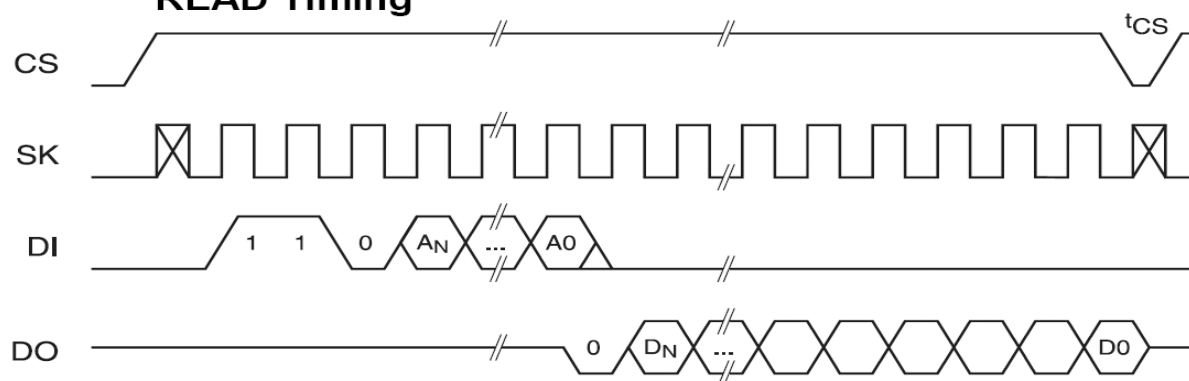 READ Timing
tCS
CS
SK
DI 1 1 0 AN ... A0
DO 0 DN ... D0